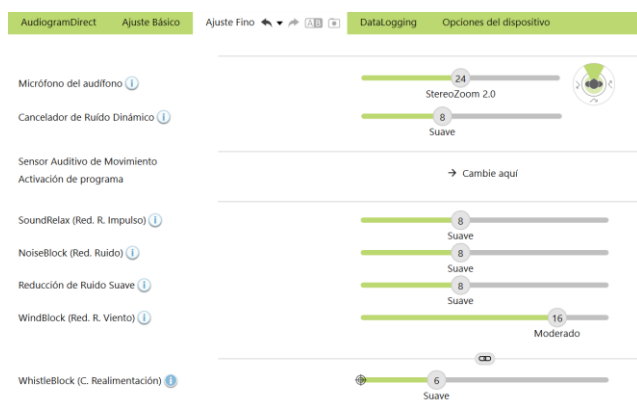 AudiogramDirect Ajuste Básico Ajuste Fino AB DataLogging Opciones del dispositivo
Micrófono del audífono i 24
StereoZoom 2.0
Cancelador de Ruído Dinámico i 8
Suave
Sensor Auditivo de Movimiento
Activación de programa
→ Cambie aquí
SoundRelax (Red. R. Impulso) i 8
Suave
NoiseBlock (Red. Ruido) i 8
Suave
Reducción de Ruido Suave i 8
Suave
WindBlock (Red. R. Viento) i 16
Moderado
WhistleBlock (C. Realimentación) i 6
Suave